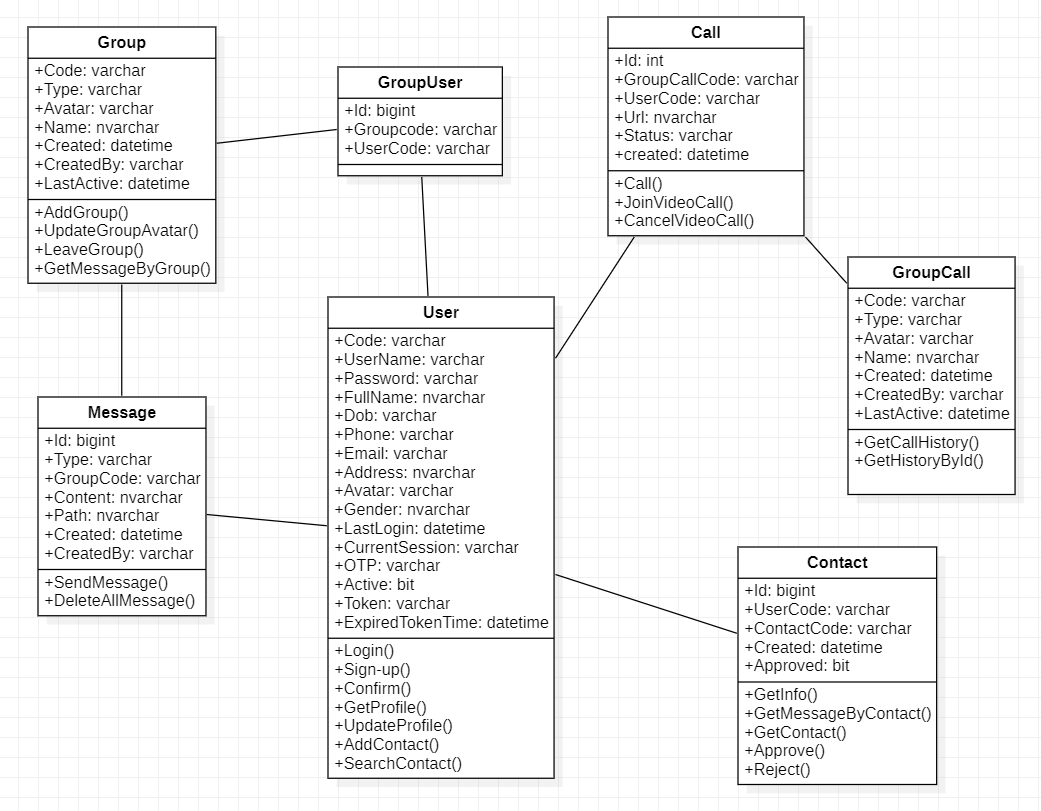 Group
+Code: varchar
+Type: varchar
+Avatar: varchar
+Name: nvarchar
+Created: datetime
+CreatedBy: varchar
+LastActive: datetime
+AddGroup()
+UpdateGroupAvatar()
+LeaveGroup()
+GetMessageByGroup()
GroupUser
+Id: bigint
+Groupcode: varchar
+UserCode: varchar
Call
+Id: int
+GroupCallCode: varchar
+UserCode: varchar
+Url: nvarchar
+Status: varchar
+created: datetime
+Call()
+JoinVideoCall()
+CancelVideoCall()
GroupCall
+Code: varchar
+Type: varchar
+Avatar: varchar
+Name: nvarchar
+Created: datetime
+CreatedBy: varchar
+LastActive: datetime
+GetCallHistory()
+GetHistoryById()
User
+Code: varchar
+UserName: varchar
+Password: varchar
+FullName: nvarchar
+Dob: varchar
+Phone: varchar
+Email: varchar
+Address: nvarchar
+Avatar: varchar
+Gender: nvarchar
+LastLogin: datetime
+CurrentSession: varchar
+OTP: varchar
+Active: bit
+Token: varchar
+ExpiredTokenTime: datetime
+Login()
+Sign-up()
+Confirm()
+GetProfile()
+UpdateProfile()
+AddContact()
+SearchContact()
Message
+Id: bigint
+Type: varchar
+GroupCode: varchar
+Content: nvarchar
+Path: nvarchar
+Created: datetime
+CreatedBy: varchar
+SendMessage()
+DeleteAllMessage()
Contact
+Id: bigint
+UserCode: varchar
+ContactCode: varchar
+Created: datetime
+Approved: bit
+GetInfo()
+GetMessageByContact()
+GetContact()
+Approve()
+Reject()